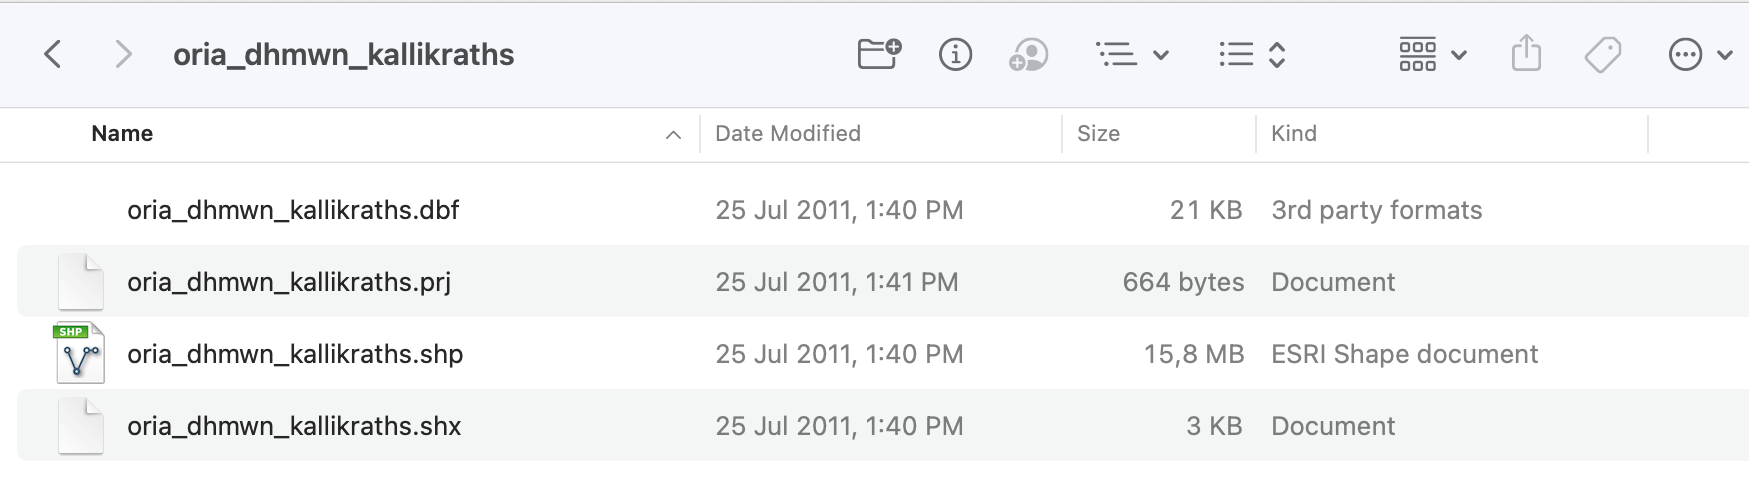 oria_dhmwn_kallikraths
Name Date Modified Size Kind
oria_dhmwn_kallikraths.dbf 25 Jul 2011, 1:40 PM 21 KB 3rd party formats
oria_dhmwn_kallikraths.prj 25 Jul 2011, 1:41 PM 664 bytes Document
SHP
oria_dhmwn_kallikraths.shp 25 Jul 2011, 1:40 PM 15,8 MB ESRI Shape document
oria_dhmwn_kallikraths.shx 25 Jul 2011, 1:40 PM 3 KB Document